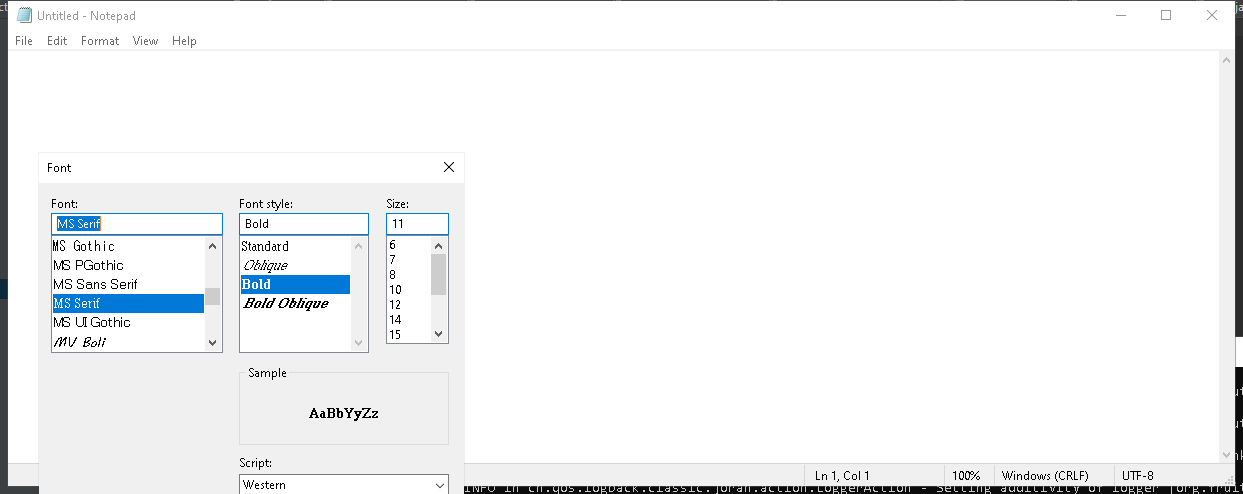 Untitled - Notepad
File Edit Format View Help
Font
Font: Font style: Size:
MS Serif Bold 11
MS Gothic
MS PGothic
MS Sans Serif
MS Serif
MS UI Gothic
MV Boli
Standard
Oblique
Bold
Bold Oblique
6
7
8
10
12
14
15
Sample
AaBbYyZz
Script:
Western
Ln 1, Col 1 100% Windows (CRLF) UTF-8
INFO in ch.qos.logback.classic.joran.action.LoggerAction - Setting additivity of logger